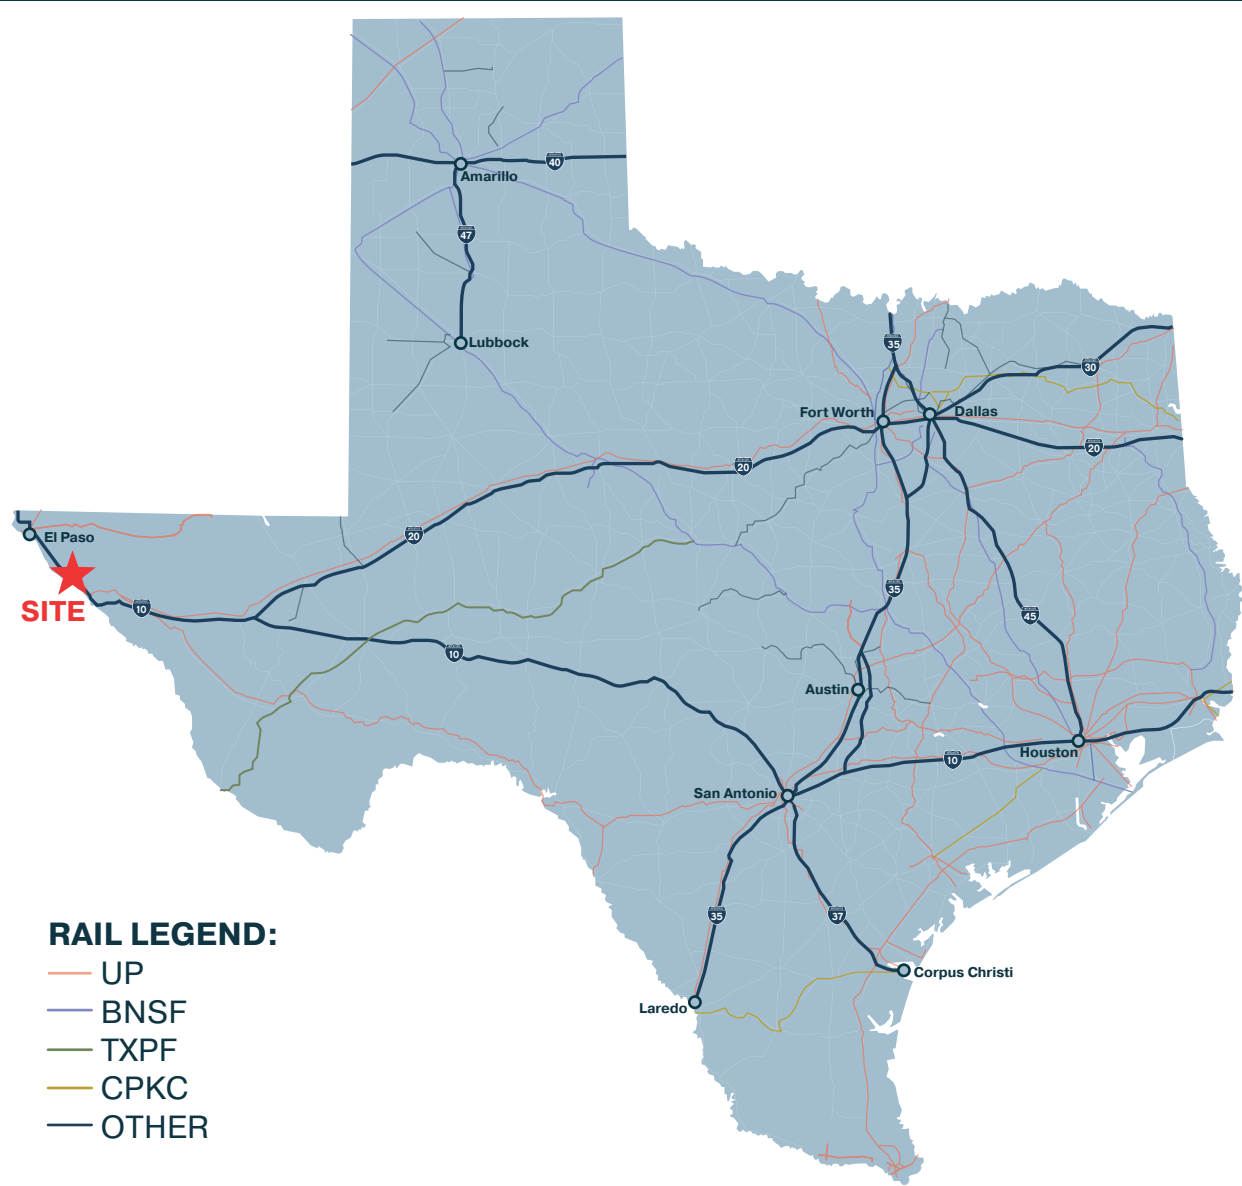 40
Amarillo
47
Lubbock
35
30
Fort Worth
Dallas
20
20
El Paso
20
SITE
10
35
45
10
Austin
Houston
10
San Antonio
35
37
Corpus Christi
Laredo
RAIL LEGEND:
UP
BNSF
TXPF
CPKC
OTHER